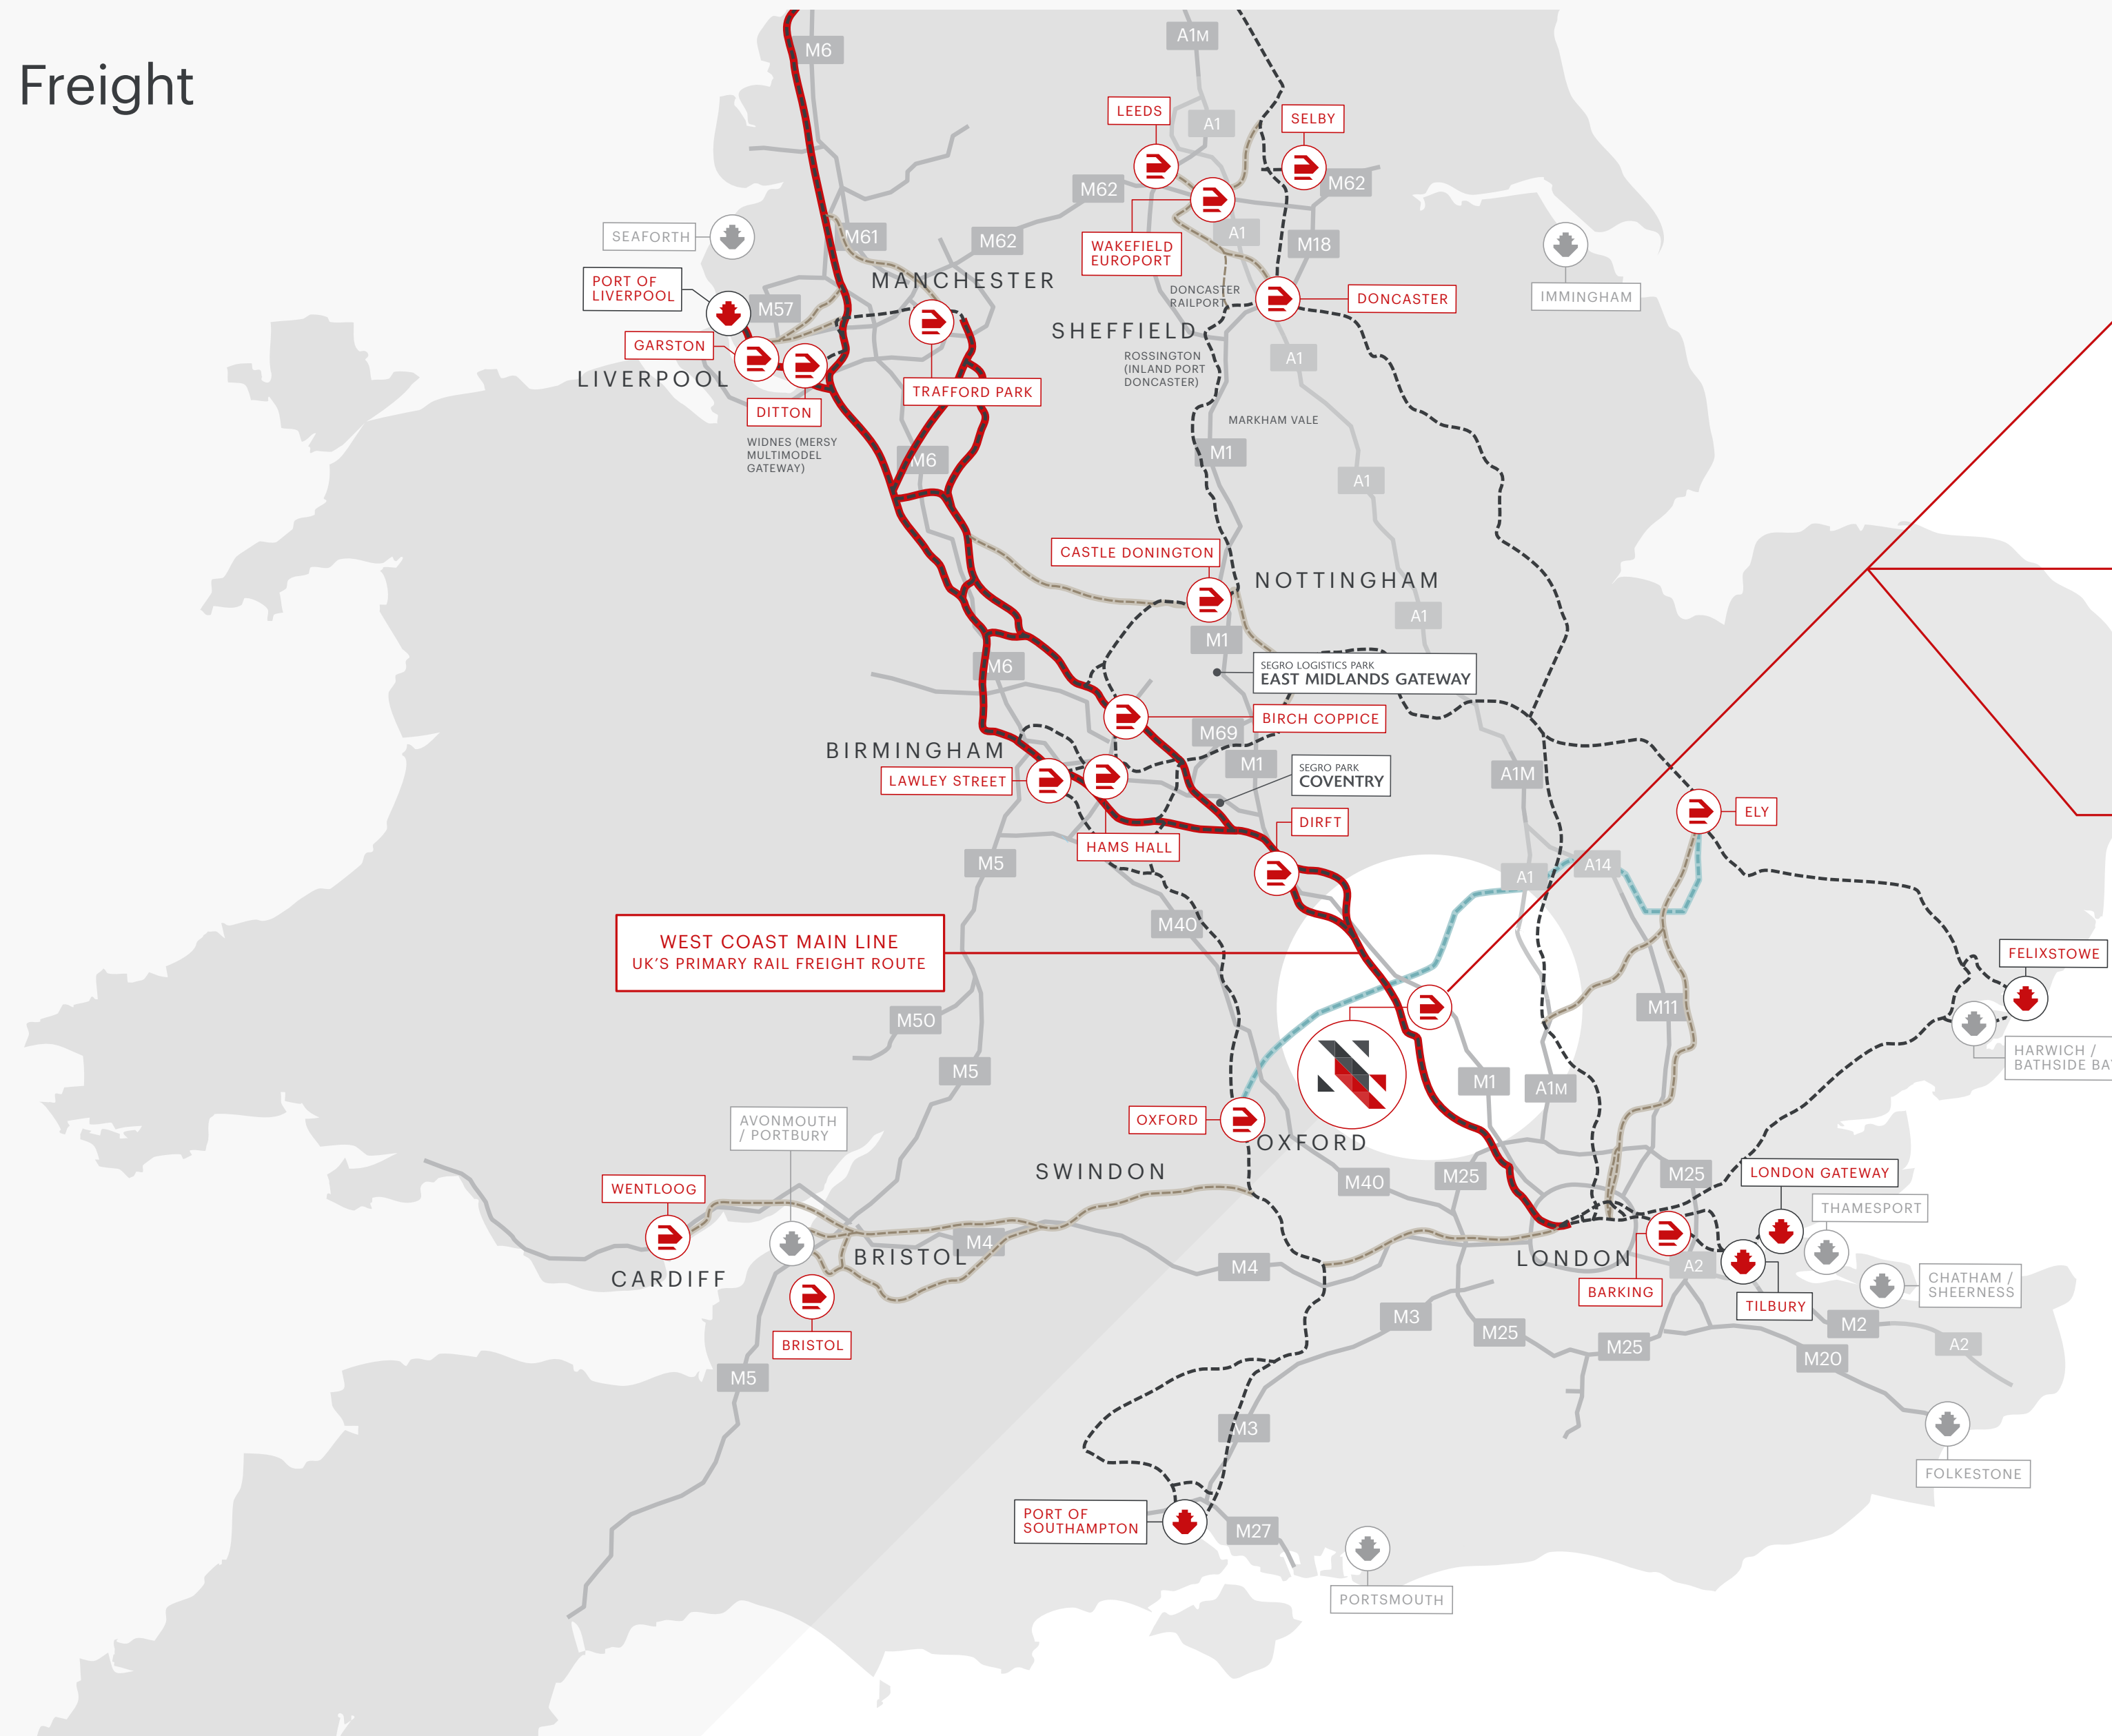 Freight
M6
A1M
LEEDS
A1
SELBY
M62
M62
SEAFORTH
M61
M62
WAKEFIELD
EUROPORT
A1
M18
PORT OF
LIVERPOOL
MANCHESTER
M57
DONCASTER
RAILPORT
DONCASTER
IMMINGHAM
GARSTON
SHEFFIELD
LIVERPOOL
ROSSINGTON
(INLAND PORT
DONCASTER)
A1
DITTON
TRAFFORD PARK
WIDNES (MERSY
MULTIMODEL
GATEWAY)
MARKHAM VALE
M6
M1
A1
CASTLE DONINGTON
NOTTINGHAM
A1
M1
M6
SEGRO LOGISTICS PARK
EAST MIDLANDS GATEWAY
BIRCH COPPICE
M69
BIRMINGHAM
M1
LAWLEY STREET
SEGRO PARK
COVENTRY
A1M
DIRFT
ELY
HAMS HALL
M5
A1
A14
M40
WEST COAST MAIN LINE
UK'S PRIMARY RAIL FREIGHT ROUTE
FELIXSTOWE
M50
M11
HARWICH /
BATHSIDE BA
M5
M1
A1M
AVONMOUTH
/ PORTBURY
OXFORD
OXFORD
SWINDON
M40
M25
M25
LONDON GATEWAY
WENTLOOG
THAMESPORT
M4
BRISTOL
CARDIFF
M4
LONDON
A2
BARKING
TILBURY
CHATHAM /
SHEERNESS
M3
M25
M25
M2
A2
BRISTOL
M20
M5
M3
FOLKESTONE
PORT OF
SOUTHAMPTON
M27
PORTSMOUTH